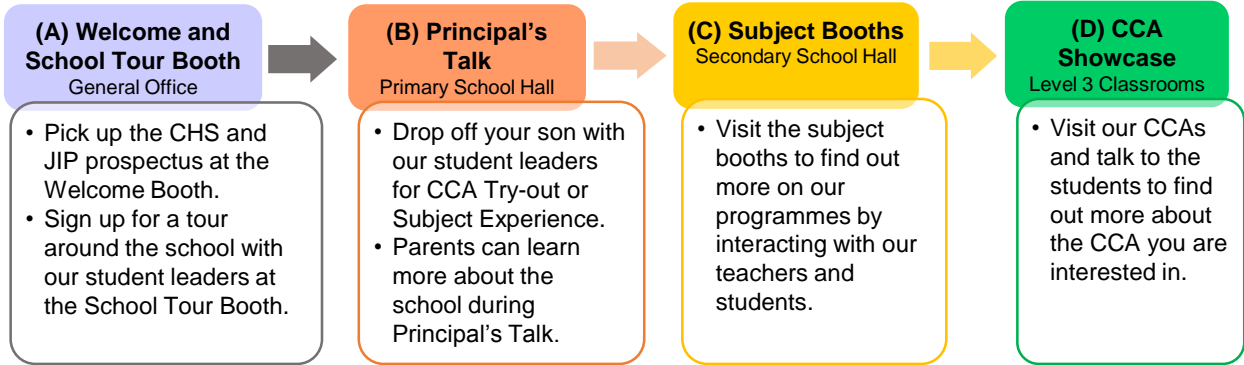 (A) Welcome and
School Tour Booth
General Office
• Pick up the CHS and
JIP prospectus at the
Welcome Booth.
• Sign up for a tour
around the school with
our student leaders at
the School Tour Booth.
(B) Principal's
Talk
Primary School Hall
• Drop off your son with
our student leaders
for CCA Try-out or
Subject Experience.
• Parents can learn
more about the
school during
Principal's Talk.
(C) Subject Booths
Secondary School Hall
• Visit the subject
booths to find out
more on our
programmes by
interacting with our
teachers and
students.
(D) CCA
Showcase
Level 3 Classrooms
• Visit our CCAs
and talk to the
students to find
out more about
the CCA you are
interested in.